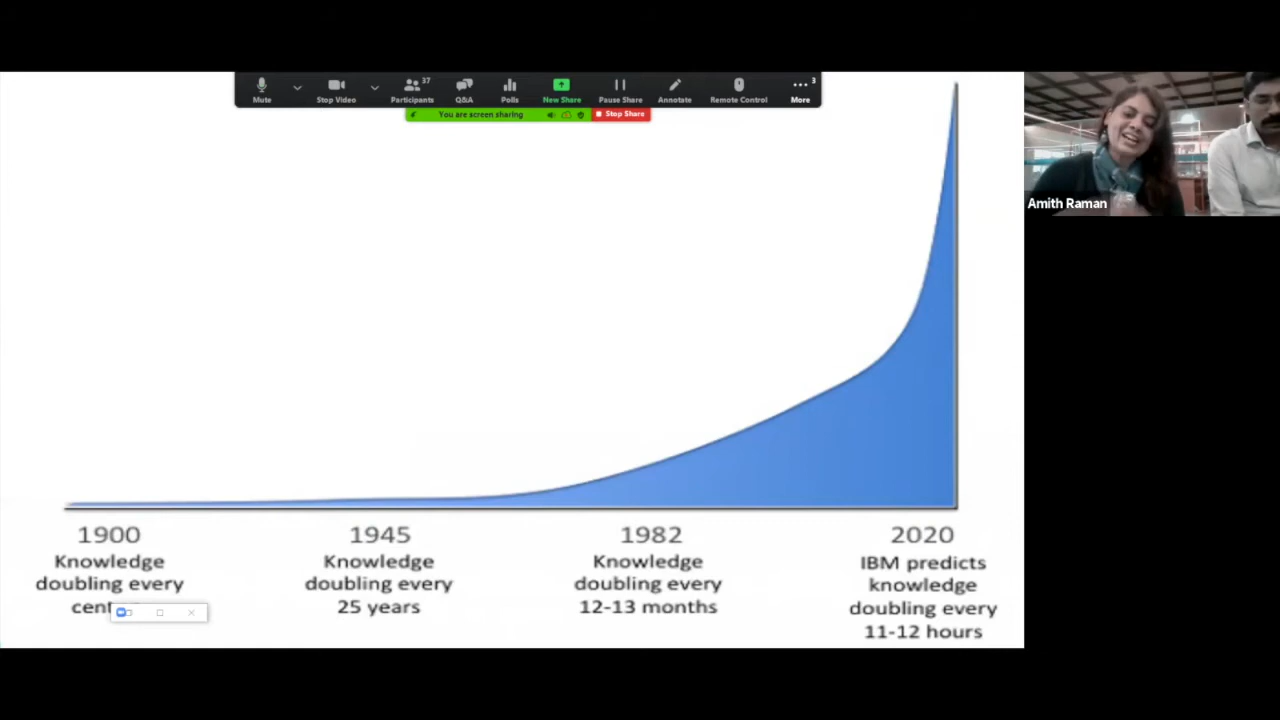 Mute
Stop Video
37
Participants
Q&A
Polls
New Share
Pause Share
Annotate
Remote Control
3
More
You are screen sharing
Stop Share
Amith Raman
1900
Knowledge
doubling every
1945
Knowledge
doubling every
25 years
1982
Knowledge
doubling every
12-13 months
2020
IBM predicts
knowledge
doubling every
11-12 hours